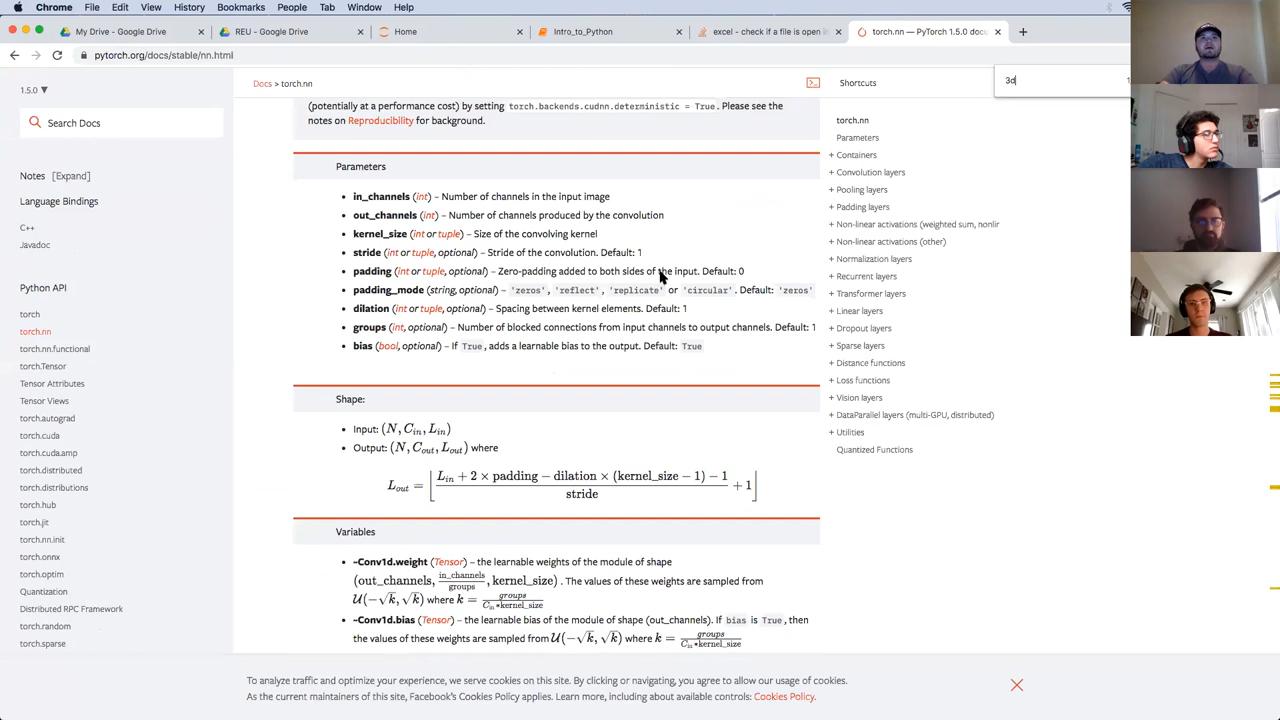 Chrome File Edit View History Bookmarks People Tab Window Help
My Drive - Google Drive × REU - Google Drive × Home × Intro_to_Python × excel - check if a file is open i × torch.nn — PyTorch 1.5.0 doc × +
pytorch.org/docs/stable/nn.html
1.5.0 ▼
Search Docs
Notes [Expand]
Language Bindings
C++
Javadoc
Python API
torch
torch.nn
torch.nn.functional
torch.Tensor
Tensor Attributes
Tensor Views
torch.autograd
torch.cuda
torch.cuda.amp
torch.distributed
torch.distributions
torch.hub
torch.jit
torch.nn.init
torch.onnx
torch.optim
Quantization
Distributed RPC Framework
torch.random
torch.sparse
Docs > torch.nn
(potentially at a performance cost) by setting torch.backends.cudnn.deterministic = True. Please see the
notes on Reproducibility for background.
Parameters
• in_channels (int) – Number of channels in the input image
• out_channels (int) – Number of channels produced by the convolution
• kernel_size (int or tuple) – Size of the convolving kernel
• stride (int or tuple, optional) – Stride of the convolution. Default: 1
• padding (int or tuple, optional) – Zero-padding added to both sides of the input. Default: 0
• padding_mode (string, optional) – 'zeros', 'reflect', 'replicate' or 'circular'. Default: 'zeros'
• dilation (int or tuple, optional) – Spacing between kernel elements. Default: 1
• groups (int, optional) – Number of blocked connections from input channels to output channels. Default: 1
• bias (bool, optional) – If True, adds a learnable bias to the output. Default: True
Shape:
• Input: (N, C_in, L_in)
• Output: (N, C_out, L_out) where
L_out = ⌊(L_in + 2 × padding − dilation × (kernel_size − 1) − 1) / stride + 1⌋
Variables
• ~Conv1d.weight (Tensor) – the learnable weights of the module of shape
(out_channels, in_channels/groups, kernel_size). The values of these weights are sampled from
U(−√k, √k) where k = groups / (C_in*kernel_size)
• ~Conv1d.bias (Tensor) – the learnable bias of the module of shape (out_channels). If bias is True, then
the values of these weights are sampled from U(−√k, √k) where k = groups / (C_in*kernel_size)
Shortcuts
3d 1
torch.nn
Parameters
+ Containers
+ Convolution layers
+ Pooling layers
+ Padding layers
+ Non-linear activations (weighted sum, nonlir
+ Non-linear activations (other)
+ Normalization layers
+ Recurrent layers
+ Transformer layers
+ Linear layers
+ Dropout layers
+ Sparse layers
+ Distance functions
+ Loss functions
+ Vision layers
+ DataParallel layers (multi-GPU, distributed)
+ Utilities
Quantized Functions
To analyze traffic and optimize your experience, we serve cookies on this site. By clicking or navigating, you agree to allow our usage of cookies.
As the current maintainers of this site, Facebook's Cookies Policy applies. Learn more, including about available controls: Cookies Policy.